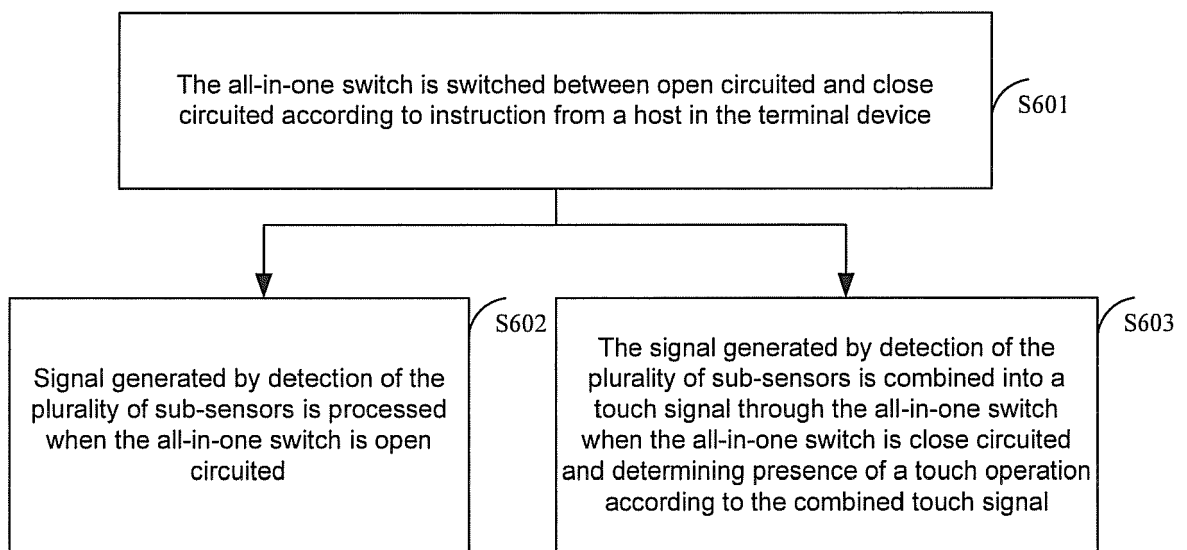 The all-in-one switch is switched between open circuited and close
circuited according to instruction from a host in the terminal device
S601
Signal generated by detection of the
plurality of sub-sensors is processed
when the all-in-one switch is open
circuited
S602
The signal generated by detection of the
plurality of sub-sensors is combined into a
touch signal through the all-in-one switch
when the all-in-one switch is close circuited
and determining presence of a touch operation
according to the combined touch signal
S603